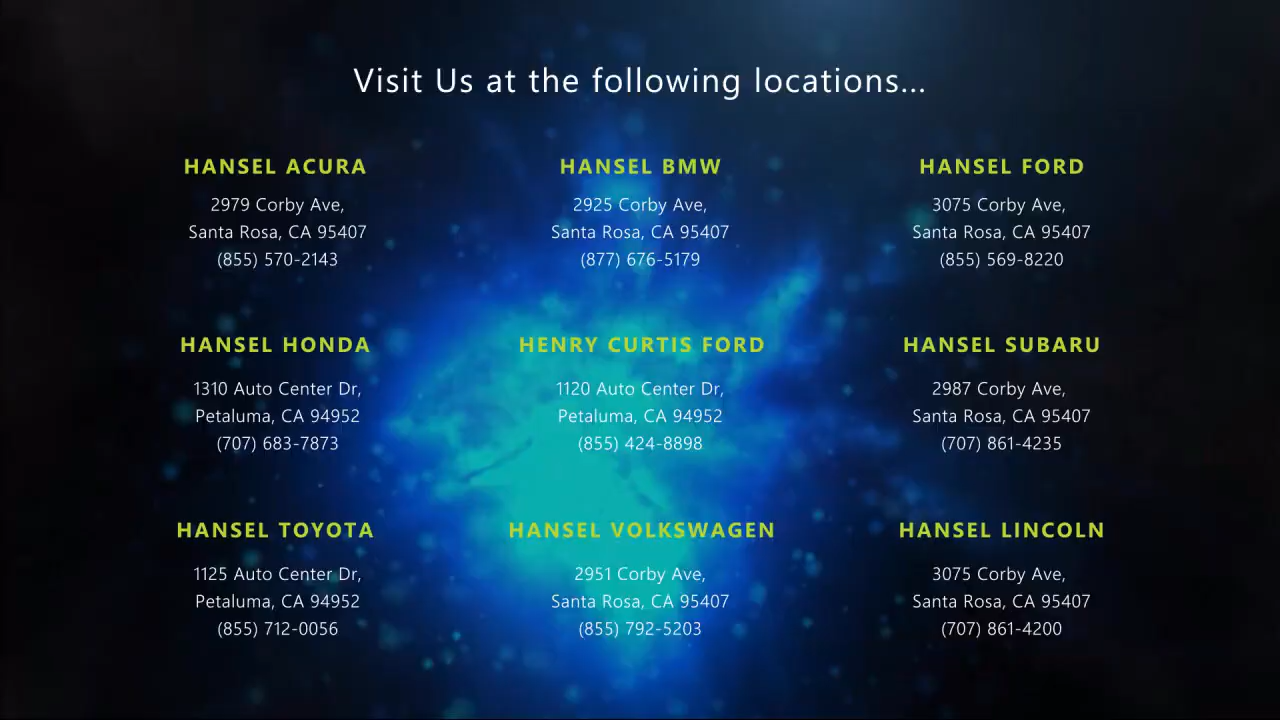 Visit Us at the following locations...
HANSEL ACURA
2979 Corby Ave,
Santa Rosa, CA 95407
(855) 570-2143
HANSEL BMW
2925 Corby Ave,
Santa Rosa, CA 95407
(877) 676-5179
HANSEL FORD
3075 Corby Ave,
Santa Rosa, CA 95407
(855) 569-8220
HANSEL HONDA
1310 Auto Center Dr,
Petaluma, CA 94952
(707) 683-7873
HENRY CURTIS FORD
1120 Auto Center Dr,
Petaluma, CA 94952
(855) 424-8898
HANSEL SUBARU
2987 Corby Ave,
Santa Rosa, CA 95407
(707) 861-4235
HANSEL TOYOTA
1125 Auto Center Dr,
Petaluma, CA 94952
(855) 712-0056
HANSEL VOLKSWAGEN
2951 Corby Ave,
Santa Rosa, CA 95407
(855) 792-5203
HANSEL LINCOLN
3075 Corby Ave,
Santa Rosa, CA 95407
(707) 861-4200